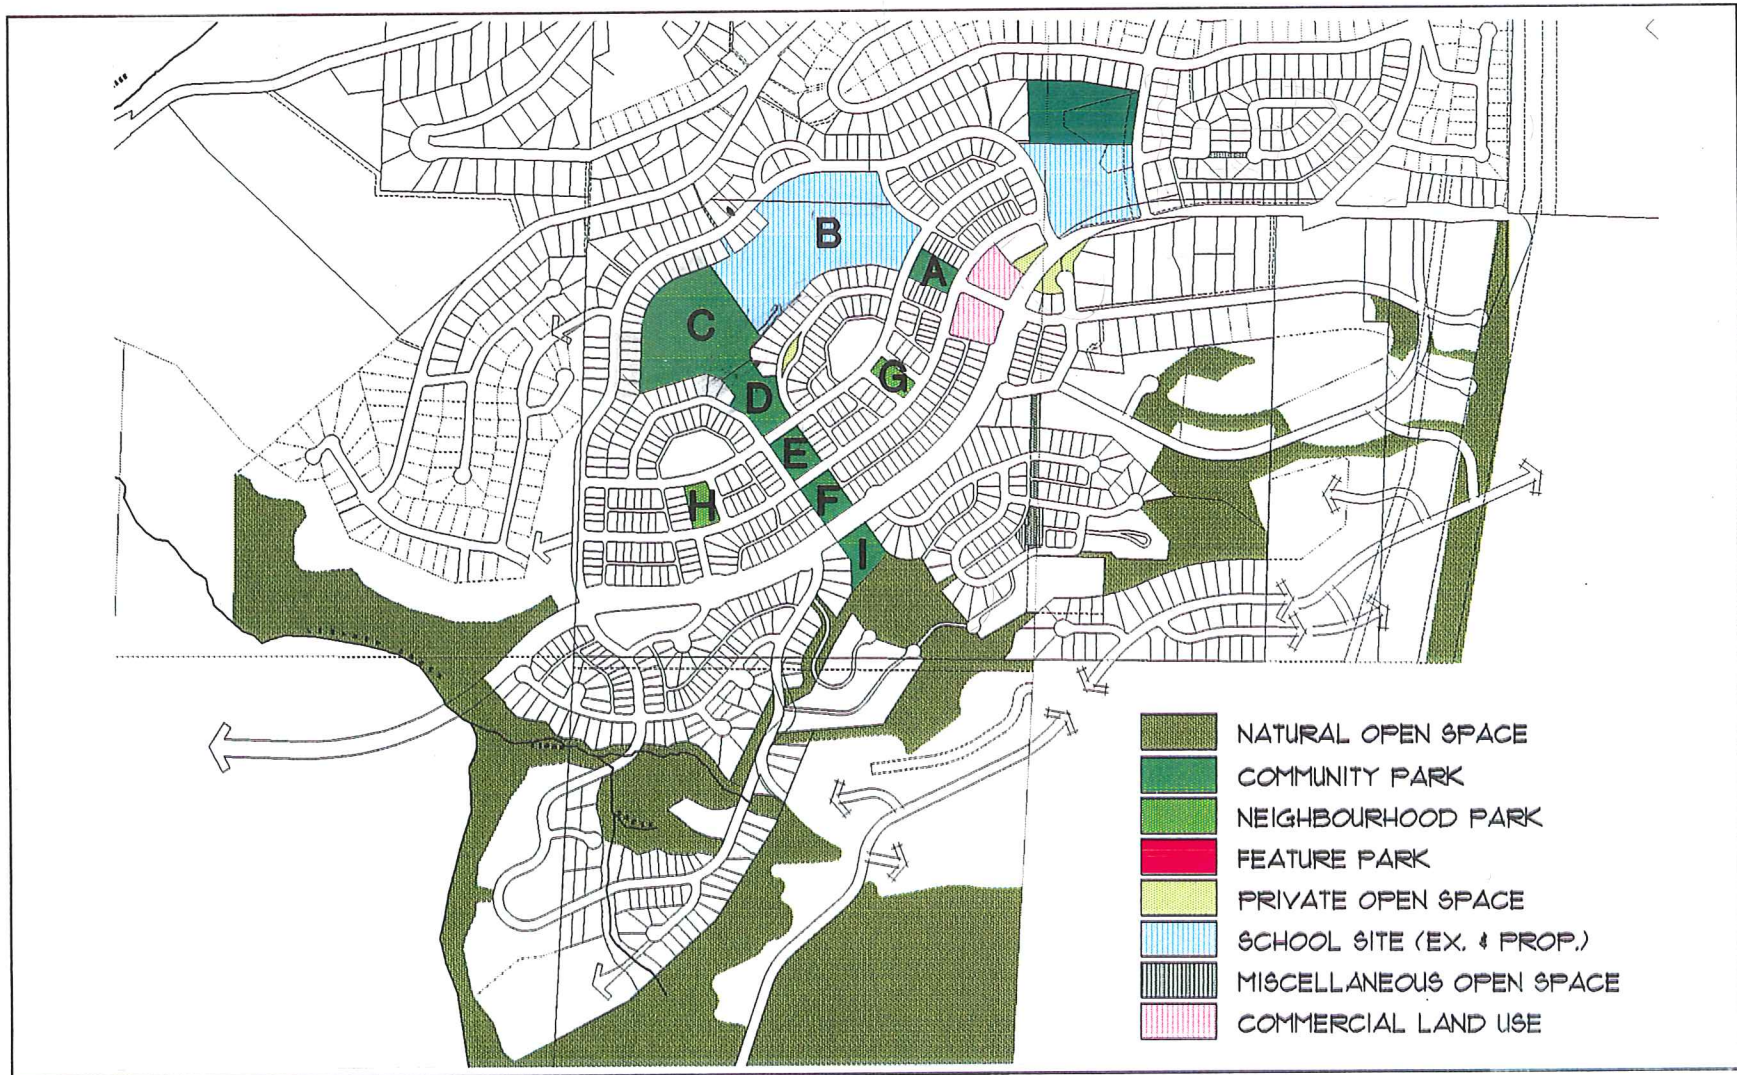 B
A
C
G
D
E
H
F
I
NATURAL OPEN SPACE
COMMUNITY PARK
NEIGHBOURHOOD PARK
FEATURE PARK
PRIVATE OPEN SPACE
SCHOOL SITE (EX. & PROP.)
MISCELLANEOUS OPEN SPACE
COMMERCIAL LAND USE